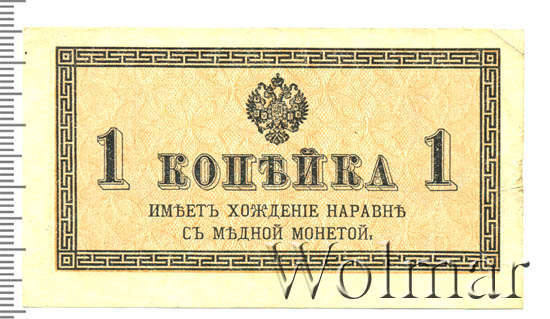 1 КОПѢЙКА 1
ИМѢЕТЪ ХОЖДЕНІЕ НАРАВНѢ
СЪ МѢДНОЙ МОНЕТОЙ.
Wolmar